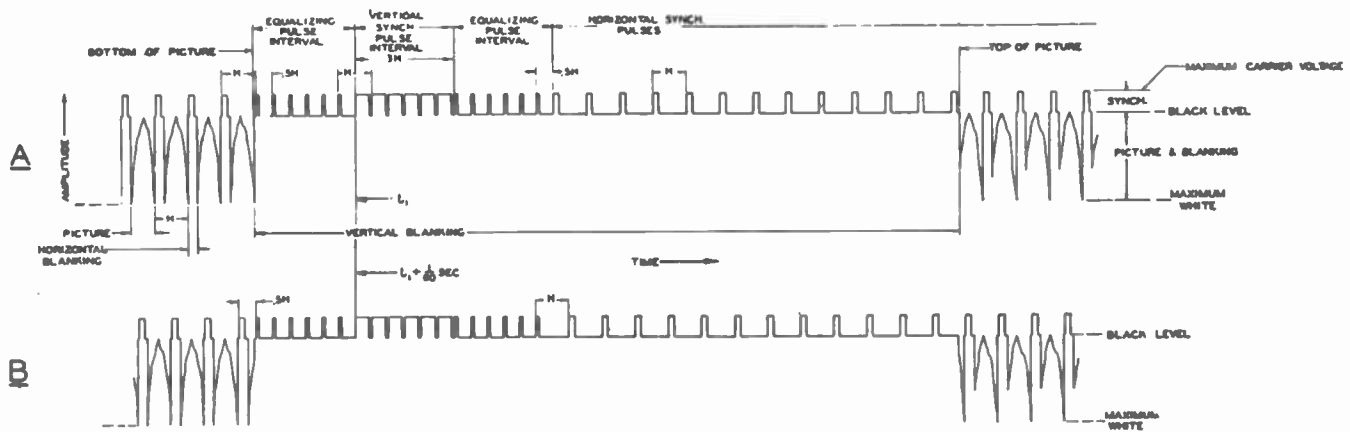 EQUALIZING
PULSE
INTERVAL
VERTICAL
SYNCH
PULSE
INTERVAL
3H
EQUALIZING
PULSE
INTERVAL
HORIZONTAL SYNCH.
PULSES
BOTTOM OF PICTURE
TOP OF PICTURE
H
.5H
H
.5H
H
MAXIMUM CARRIER VOLTAGE
SYNCH.
BLACK LEVEL
A
AMPLITUDE
PICTURE & BLANKING
t₁
MAXIMUM
WHITE
H
PICTURE
VERTICAL BLANKING
HORIZONTAL
BLANKING
TIME
t₁ + 1/60 SEC
.5H
H
BLACK LEVEL
B
MAXIMUM
WHITE